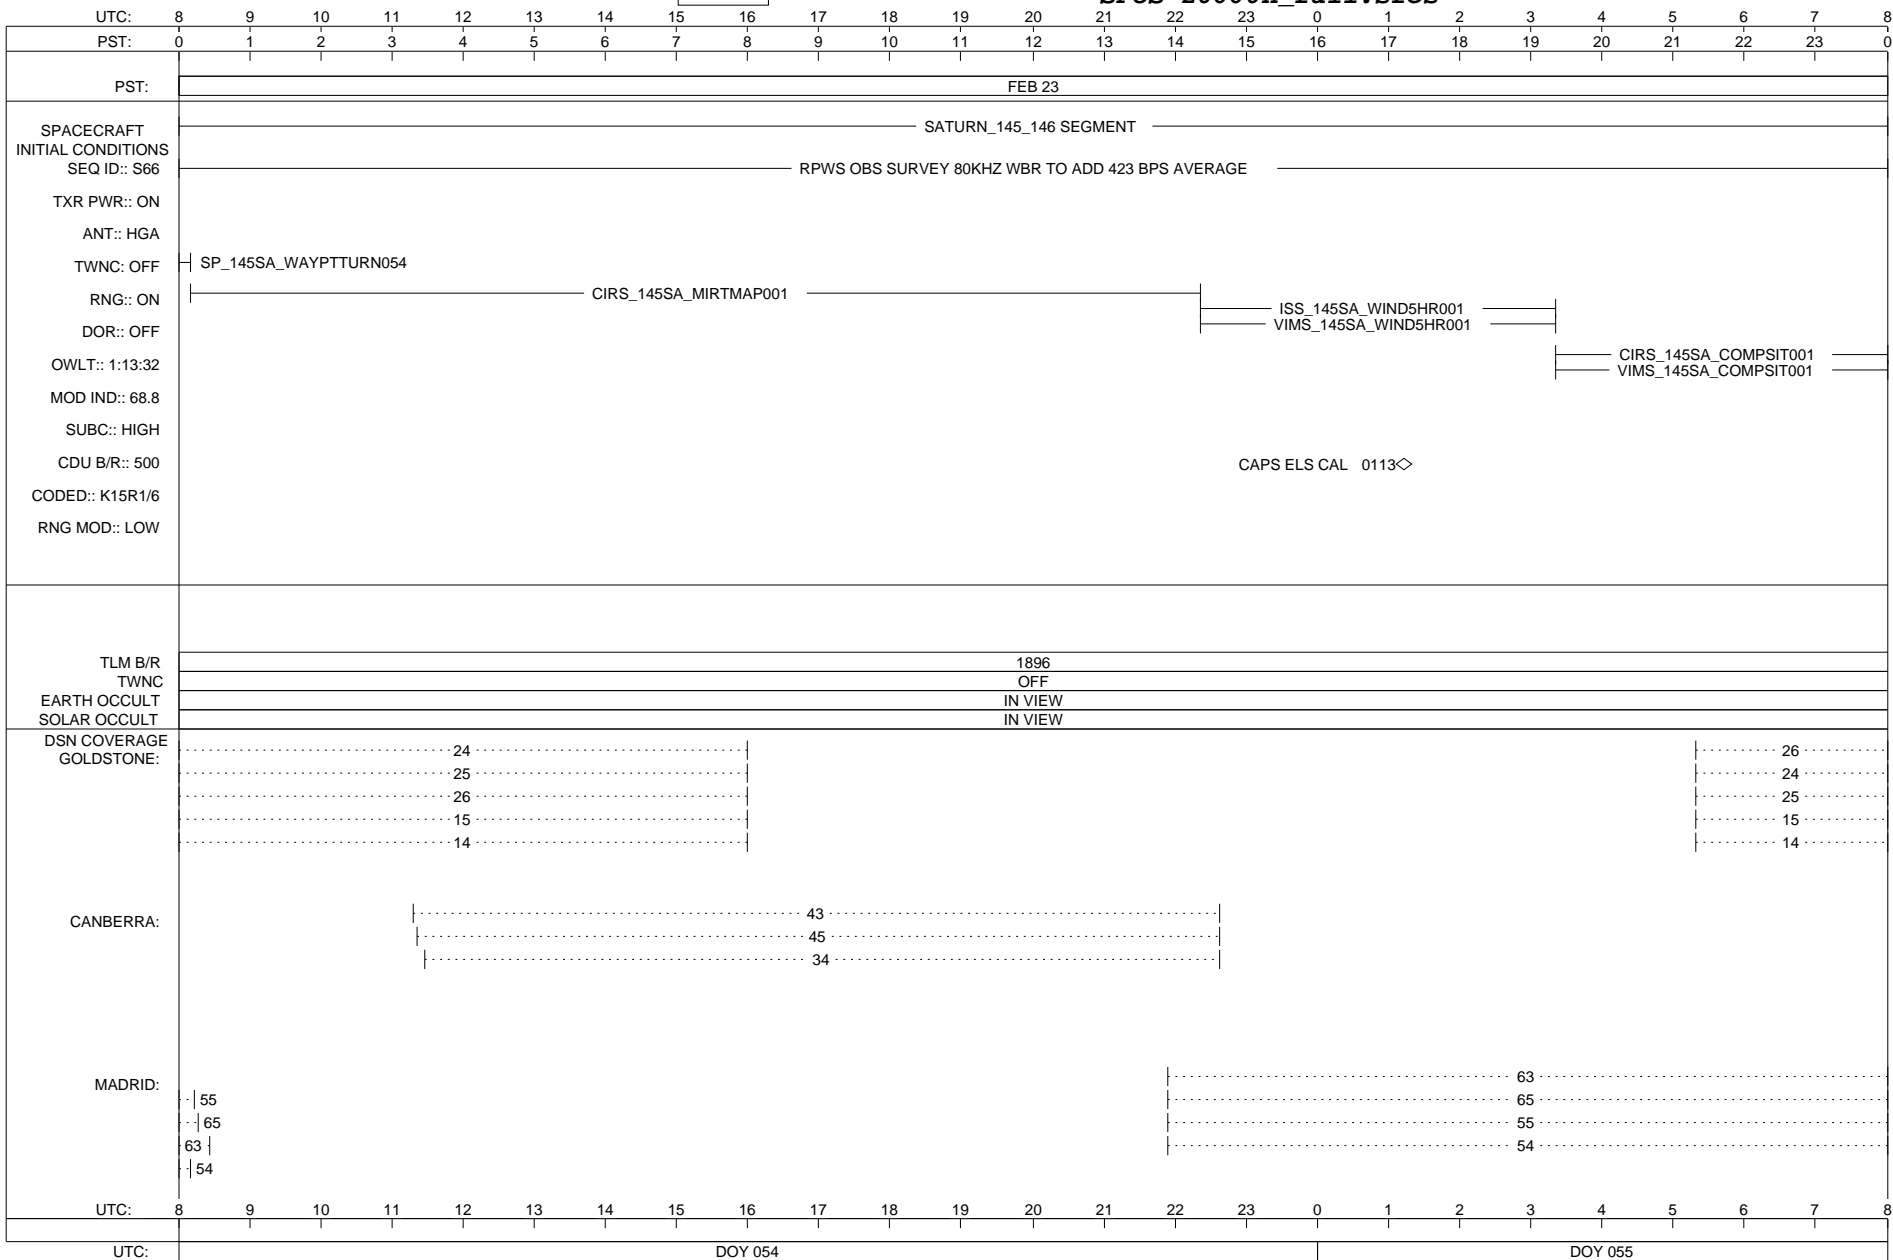 UTC: 8 9 10 11 12 13 14 15 16 17 18 19 20 21 22 23 0 1 2 3 4 5 6 7 8
PST: 0 1 2 3 4 5 6 7 8 9 10 11 12 13 14 15 16 17 18 19 20 21 22 23 0
PST: FEB 23
SPACECRAFT
INITIAL CONDITIONS
SATURN_145_146 SEGMENT
SEQ ID:: S66
RPWS OBS SURVEY 80KHZ WBR TO ADD 423 BPS AVERAGE
TXR PWR:: ON
ANT:: HGA
TWNC: OFF
SP_145SA_WAYPTTURN054
RNG:: ON
CIRS_145SA_MIRTMAP001
ISS_145SA_WIND5HR001
VIMS_145SA_WIND5HR001
DOR:: OFF
CIRS_145SA_COMPSIT001
VIMS_145SA_COMPSIT001
OWLT:: 1:13:32
MOD IND:: 68.8
SUBC:: HIGH
CDU B/R:: 500
CAPS ELS CAL 0113
CODED:: K15R1/6
RNG MOD:: LOW
TLM B/R 1896
TWNC OFF
EARTH OCCULT IN VIEW
SOLAR OCCULT IN VIEW
DSN COVERAGE
GOLDSTONE:
24 26
25 24
26 25
15 15
14 14
CANBERRA:
43
45
34
MADRID:
63
55 65
65 55
63 54
54
UTC: 8 9 10 11 12 13 14 15 16 17 18 19 20 21 22 23 0 1 2 3 4 5 6 7 8
UTC: DOY 054 DOY 055